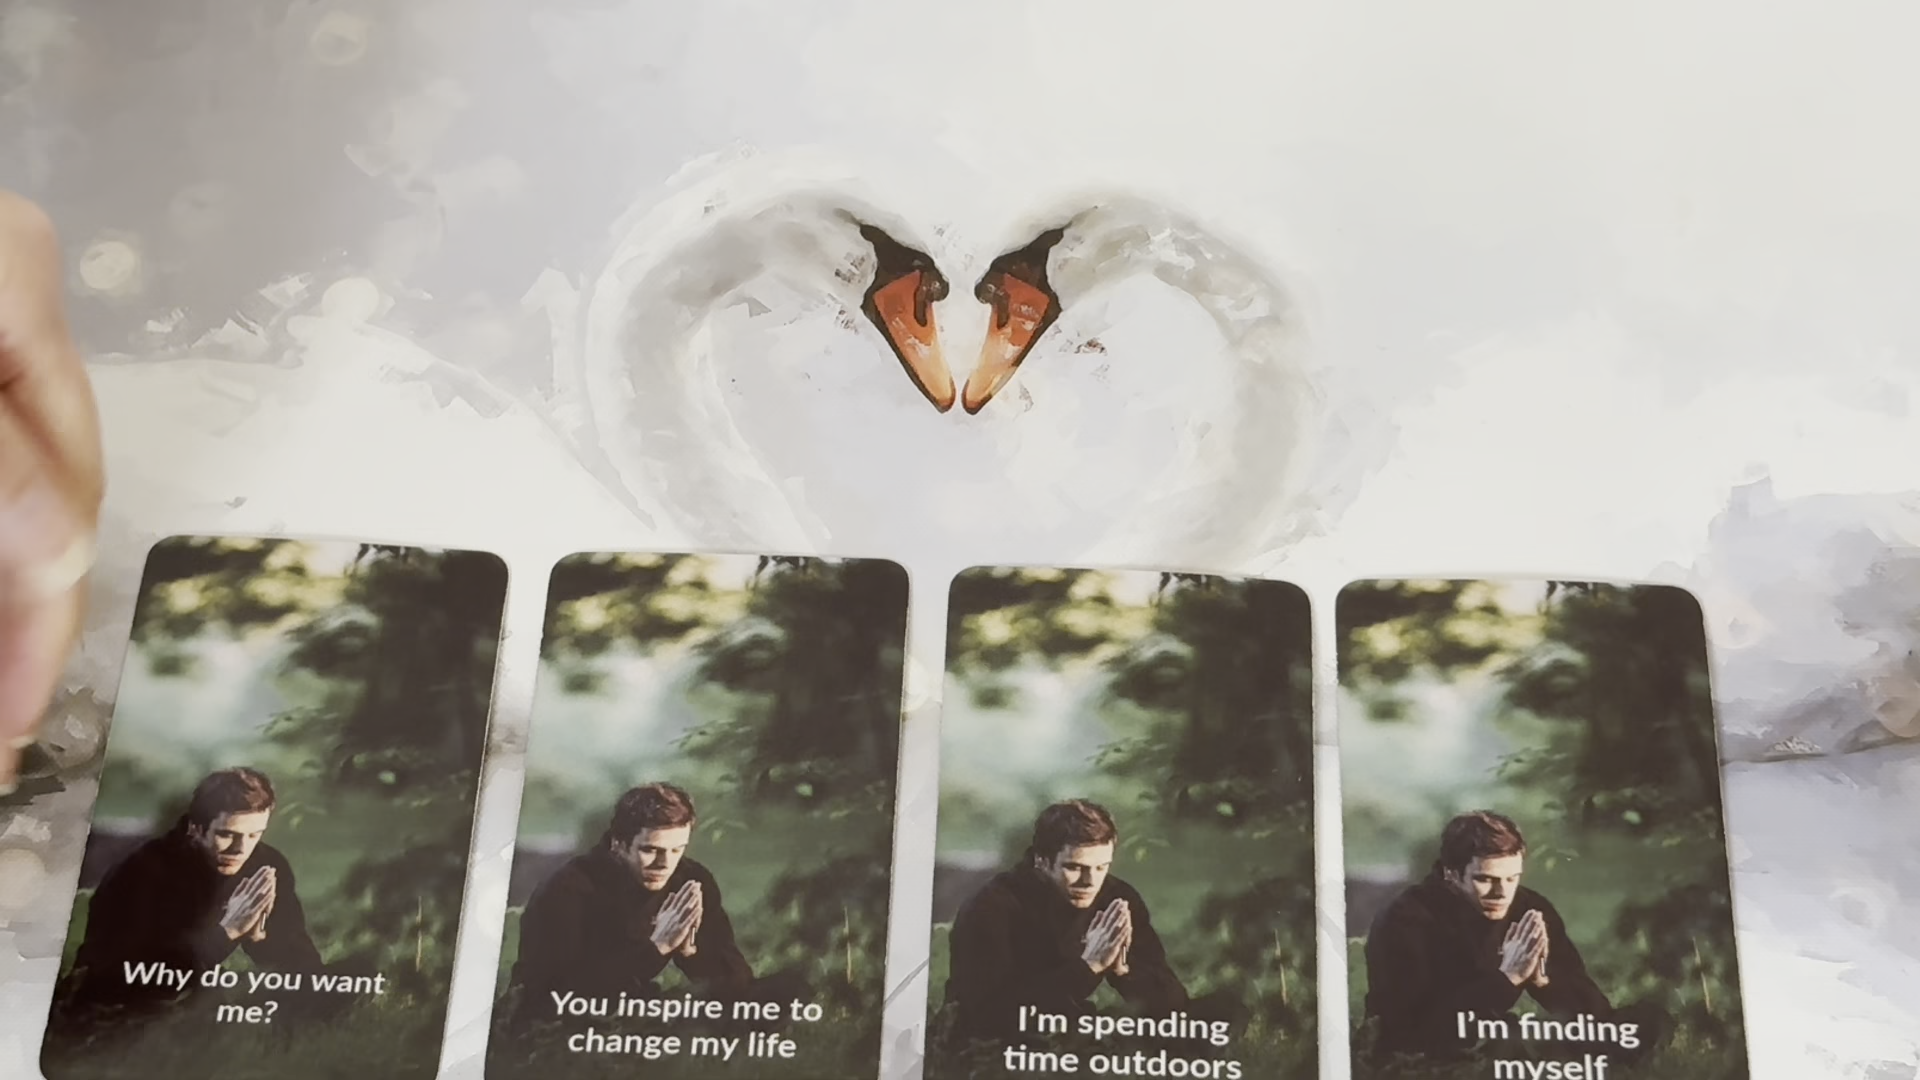 Why do you want
me?
You inspire me to
change my life
I'm spending
time outdoors
I'm finding
myself